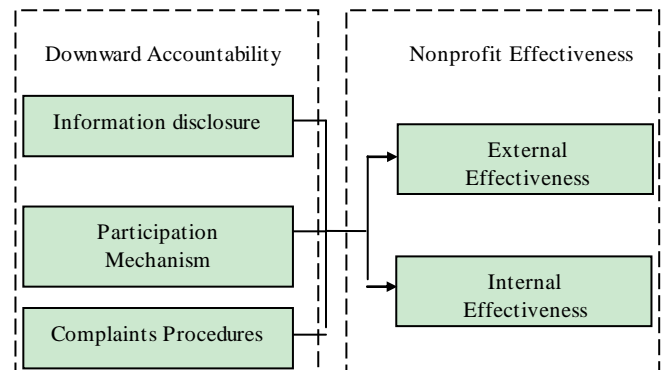 Downward Accountability
Information disclosure
Participation
Mechanism
Complaints Procedures
Nonprofit Effectiveness
External
Effectiveness
Internal
Effectiveness